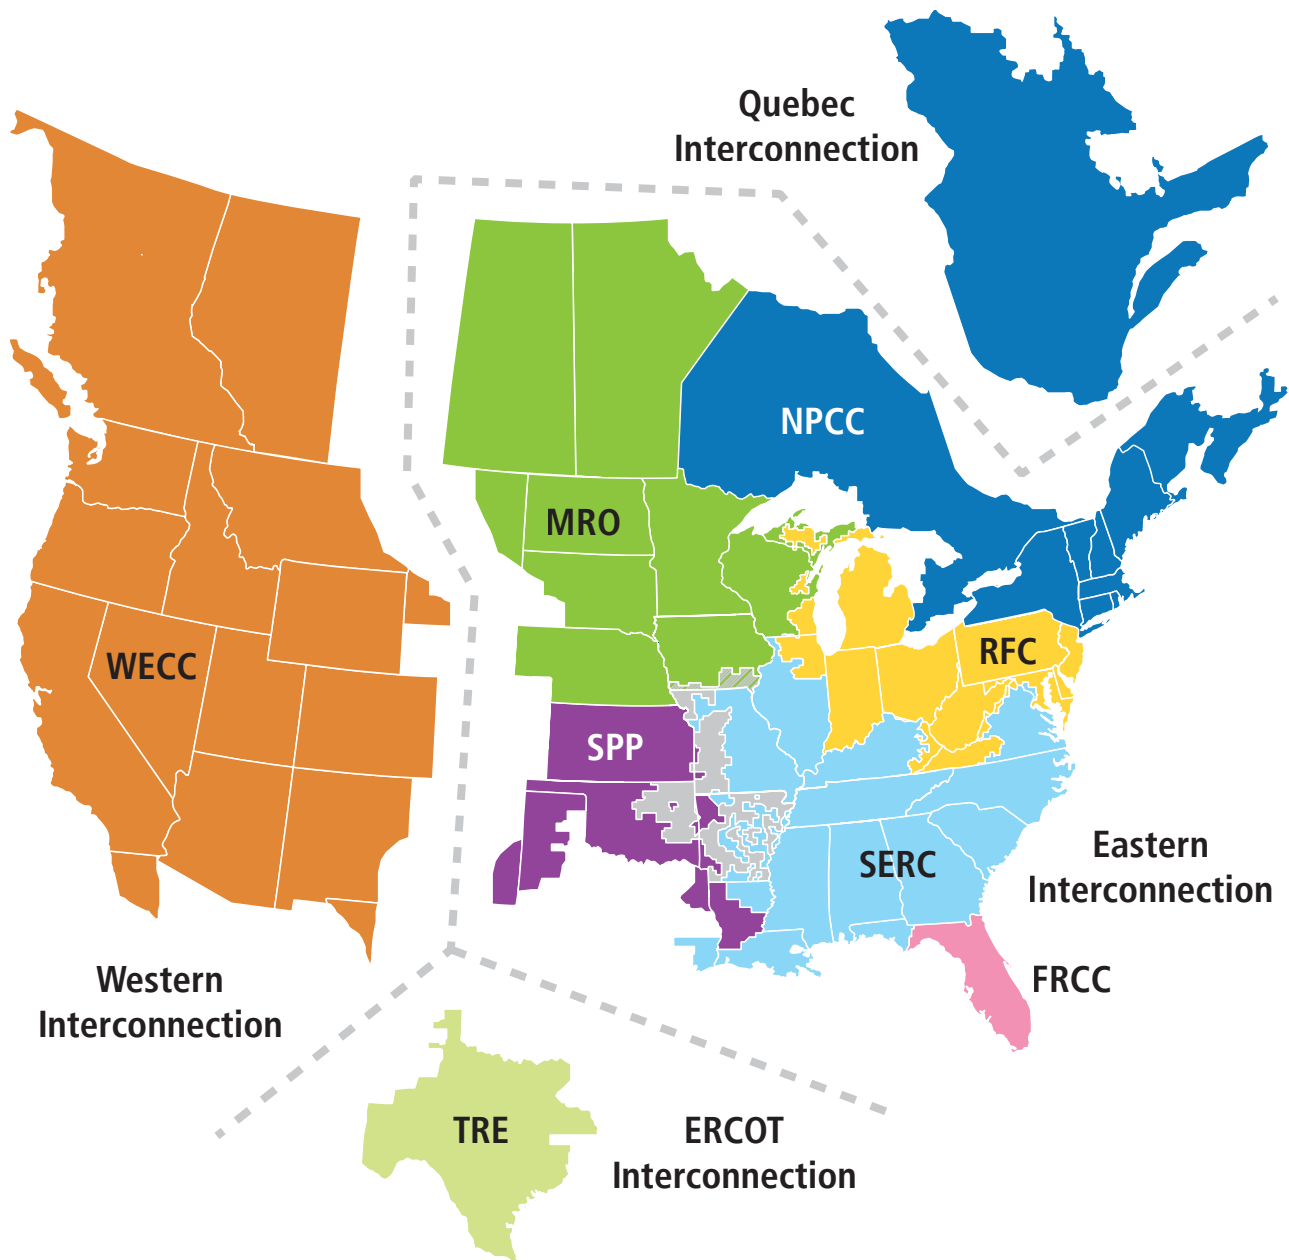 Quebec
Interconnection
NPCC
MRO
WECC
RFC
SPP
SERC
Eastern
Interconnection
FRCC
Western
Interconnection
TRE
ERCOT
Interconnection